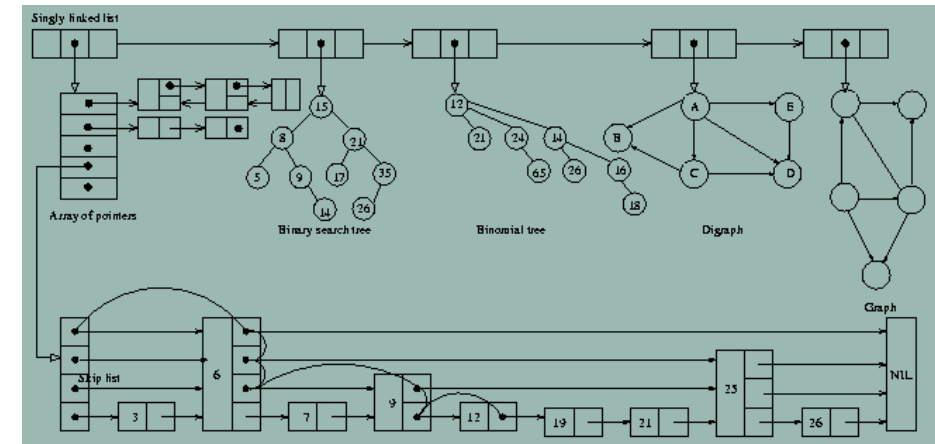 Singly linked list
15
12
A
E
8
21
21
24
14
B
5
9
17
35
65
26
16
C
D
14
26
18
Array of pointers
Binary search tree
Binomial tree
Digraph
Graph
Skip list
6
9
25
NIL
3
7
12
19
21
26